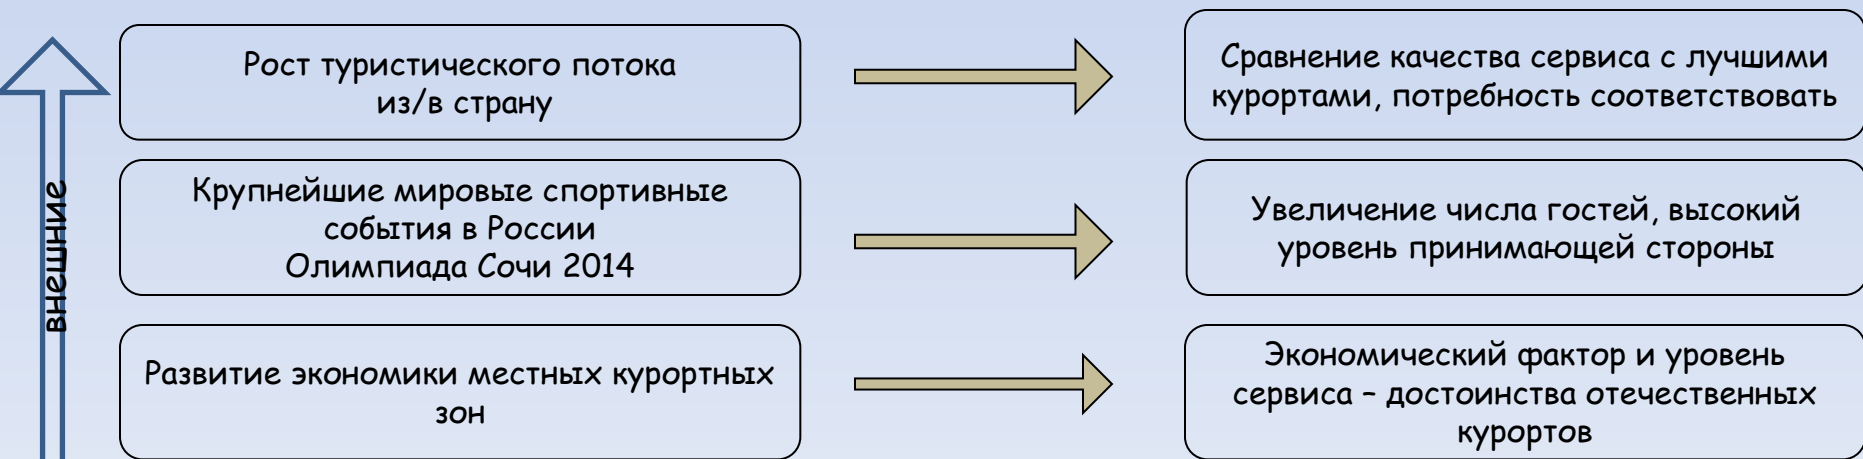 Рост туристического потока
из/в страну
Сравнение качества сервиса с лучшими
курортами, потребность соответствовать
внешние
Крупнейшие мировые спортивные
события в России
Олимпиада Сочи 2014
Увеличение числа гостей, высокий
уровень принимающей стороны
Развитие экономики местных курортных
зон
Экономический фактор и уровень
сервиса – достоинства отечественных
курортов